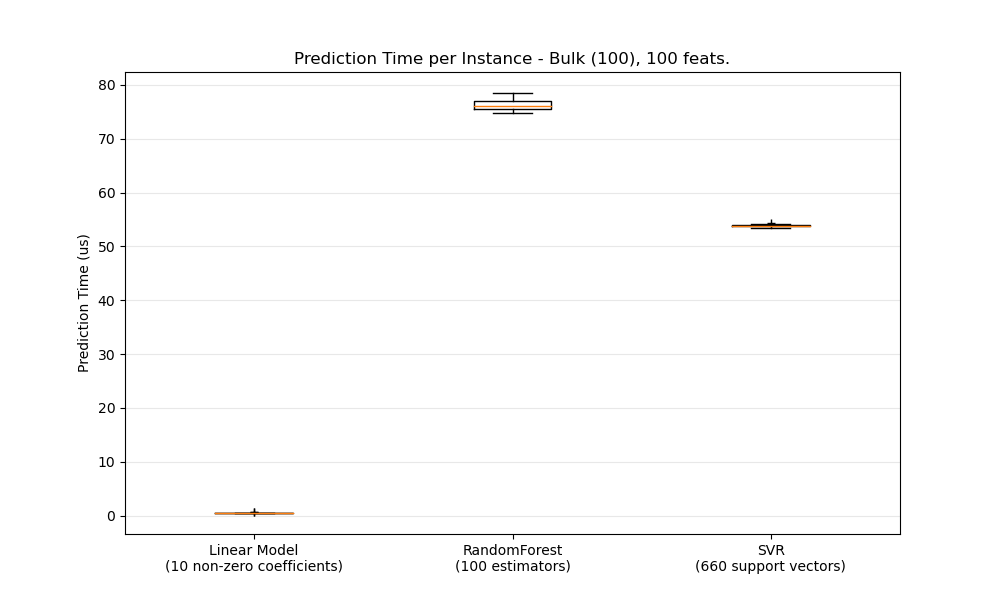 Prediction Time per Instance - Bulk (100), 100 feats.
Prediction Time (us)
80
70
60
50
40
30
20
10
0
Linear Model
(10 non-zero coefficients)
RandomForest
(100 estimators)
SVR
(660 support vectors)